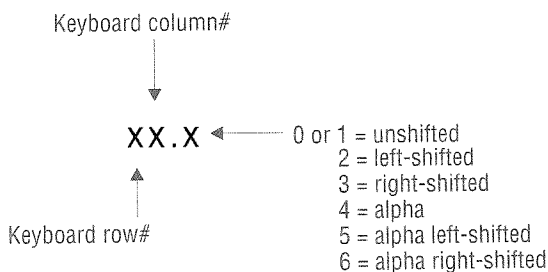 Keyboard column#
XX.X
0 or 1 = unshifted
2 = left-shifted
3 = right-shifted
4 = alpha
5 = alpha left-shifted
6 = alpha right-shifted
Keyboard row#